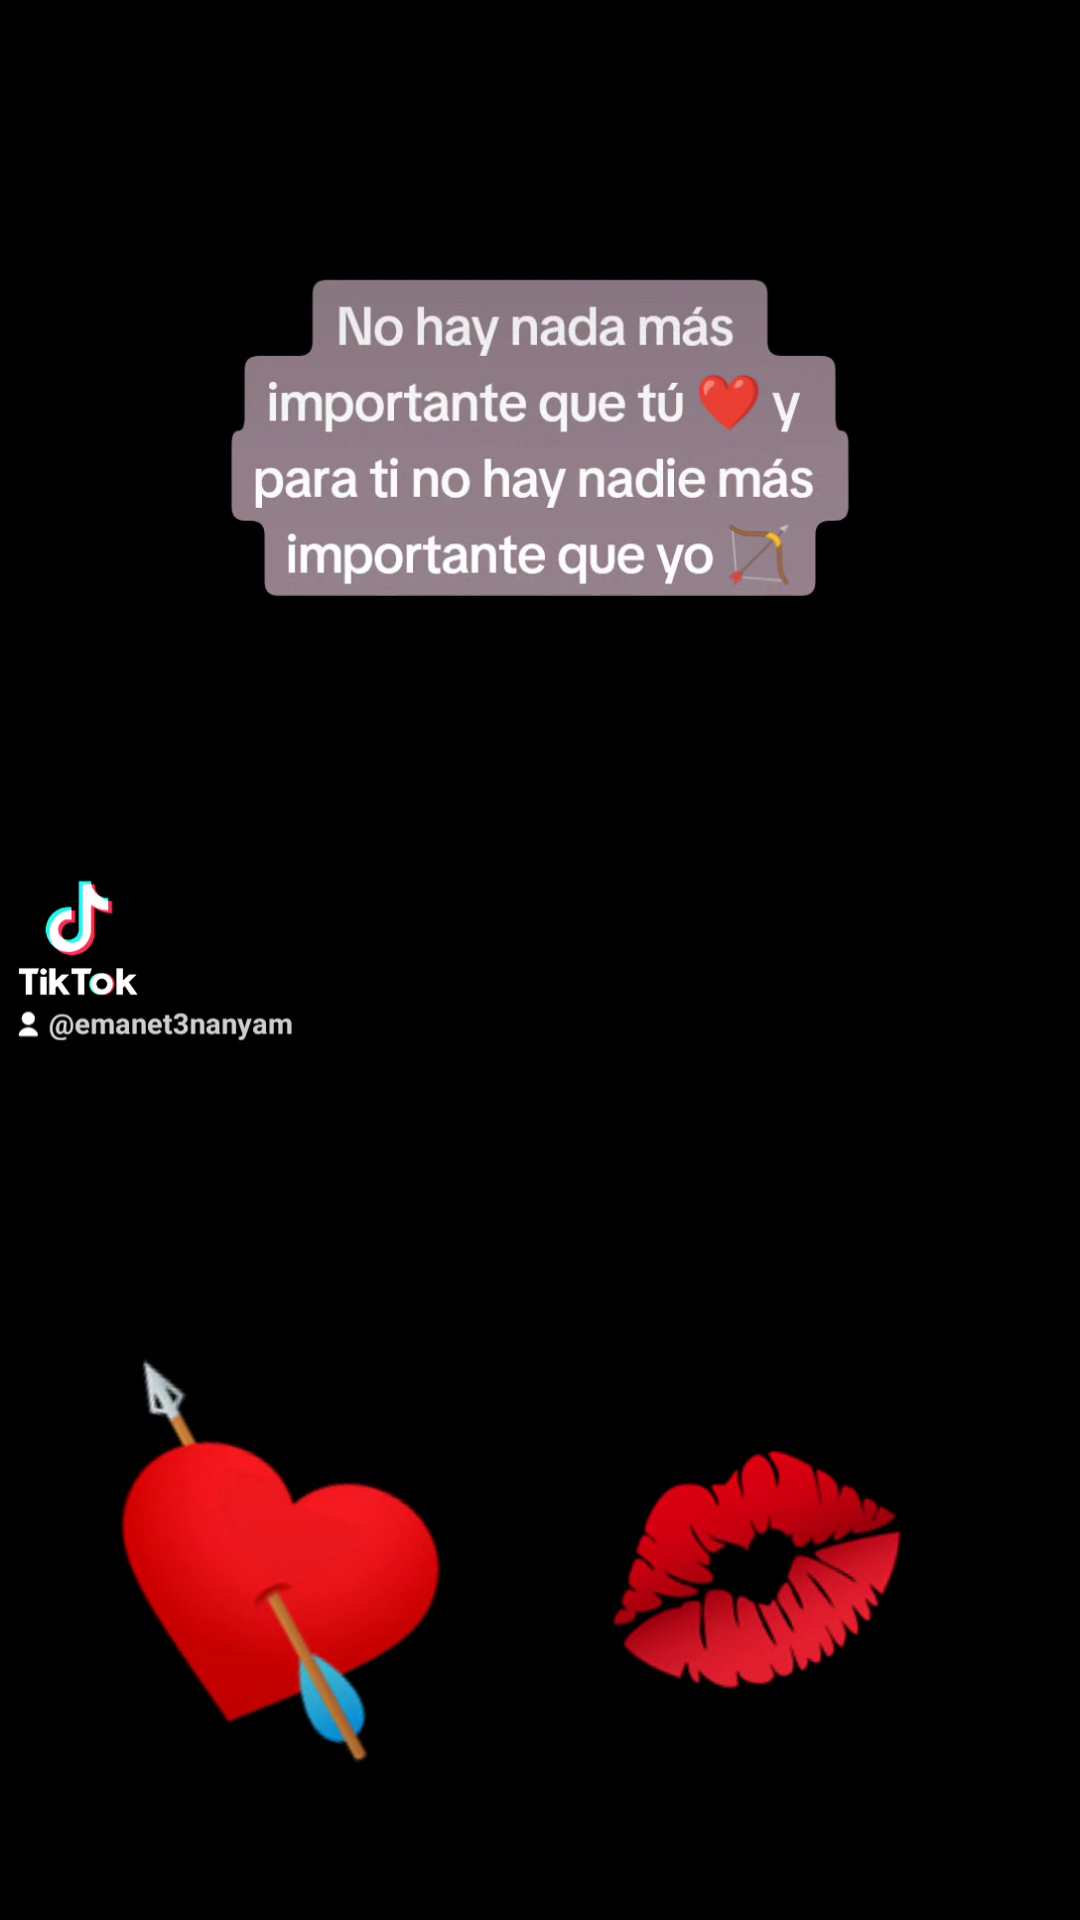 No hay nada más
importante que tú ❤️ y
para ti no hay nadie más
importante que yo 🏹
TikTok
@emanet3nanyam